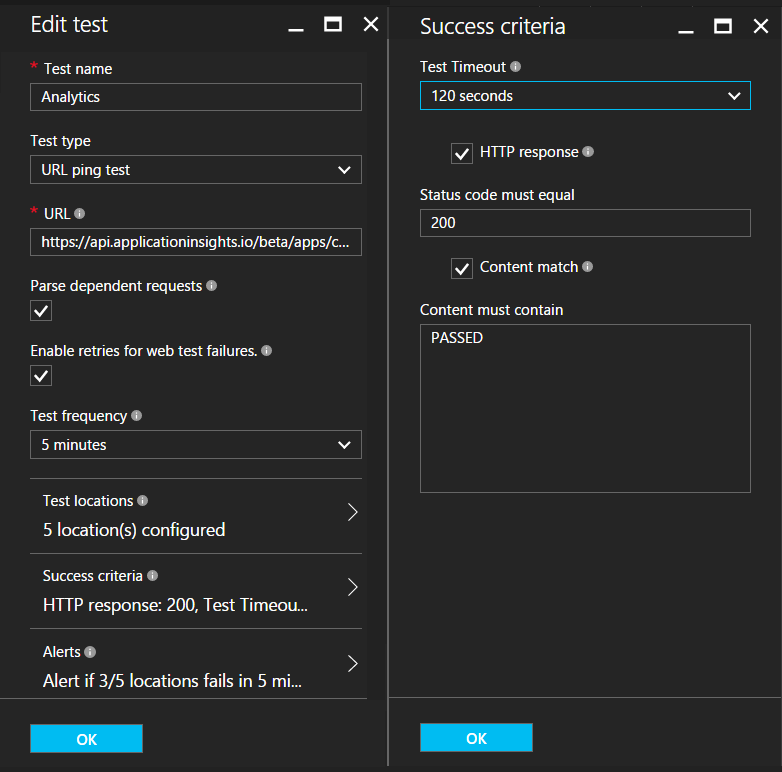 Edit test
* Test name
Analytics
Test type
URL ping test
* URL
https://api.applicationinsights.io/beta/apps/c...
Parse dependent requests
Enable retries for web test failures.
Test frequency
5 minutes
Test locations
5 location(s) configured
Success criteria
HTTP response: 200, Test Timeou...
Alerts
Alert if 3/5 locations fails in 5 mi...
OK
Success criteria
Test Timeout
120 seconds
HTTP response
Status code must equal
200
Content match
Content must contain
PASSED
OK